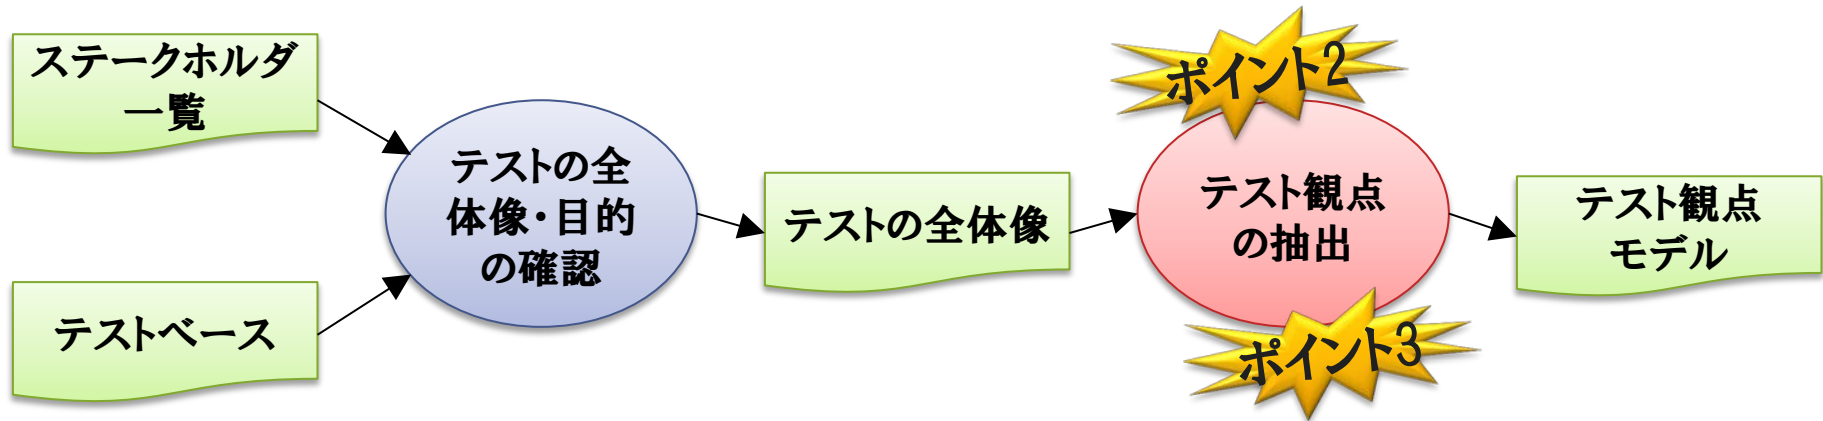 ステークホルダ
一覧
テストベース
テストの全
体像・目的
の確認
テストの全体像
ポイント2
テスト観点
の抽出
ポイント3
テスト観点
モデル